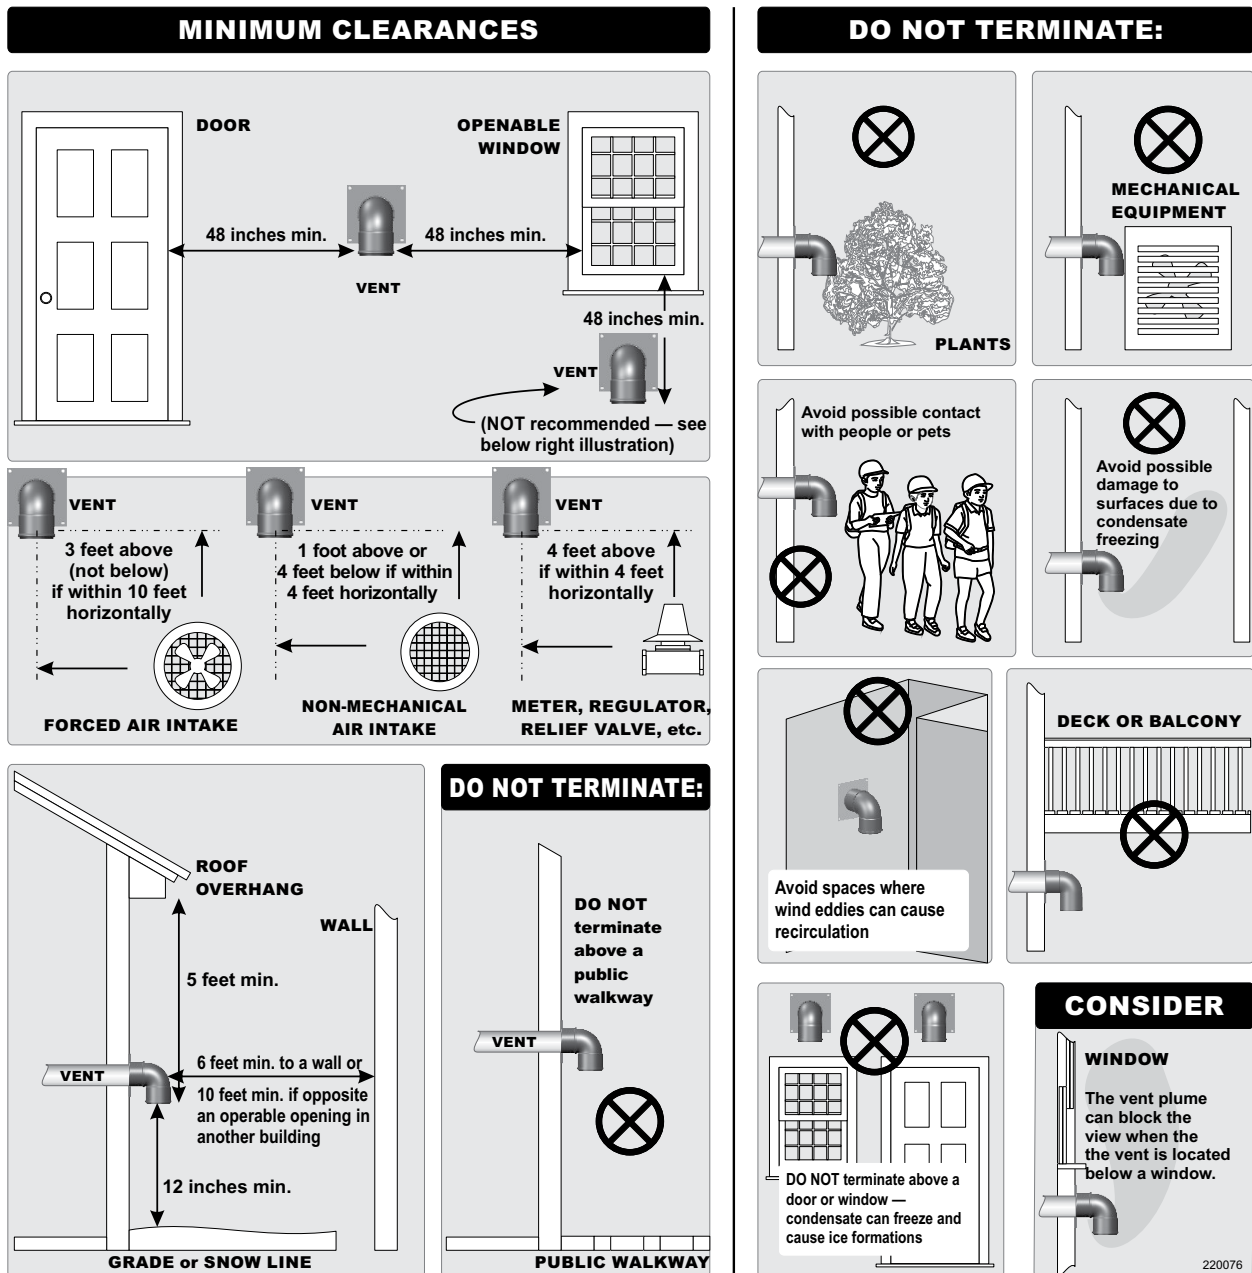 MINIMUM CLEARANCES
DOOR
OPENABLE
WINDOW
48 inches min.
48 inches min.
VENT
48 inches min.
VENT
(NOT recommended — see
below right illustration)
VENT
3 feet above
(not below)
if within 10 feet
horizontally
FORCED AIR INTAKE
VENT
1 foot above or
4 feet below if within
4 feet horizontally
NON-MECHANICAL
AIR INTAKE
VENT
4 feet above
if within 4 feet
horizontally
METER, REGULATOR,
RELIEF VALVE, etc.
ROOF
OVERHANG
WALL
5 feet min.
VENT
6 feet min. to a wall or
10 feet min. if opposite
an operable opening in
another building
12 inches min.
GRADE or SNOW LINE
DO NOT TERMINATE:
DO NOT
terminate
above a
public
walkway
VENT
PUBLIC WALKWAY
DO NOT TERMINATE:
PLANTS
MECHANICAL
EQUIPMENT
Avoid possible contact
with people or pets
Avoid possible
damage to
surfaces due to
condensate
freezing
Avoid spaces where
wind eddies can cause
recirculation
DECK OR BALCONY
DO NOT terminate above a
door or window —
condensate can freeze and
cause ice formations
CONSIDER
WINDOW
The vent plume
can block the
view when the
the vent is located
below a window.
220076